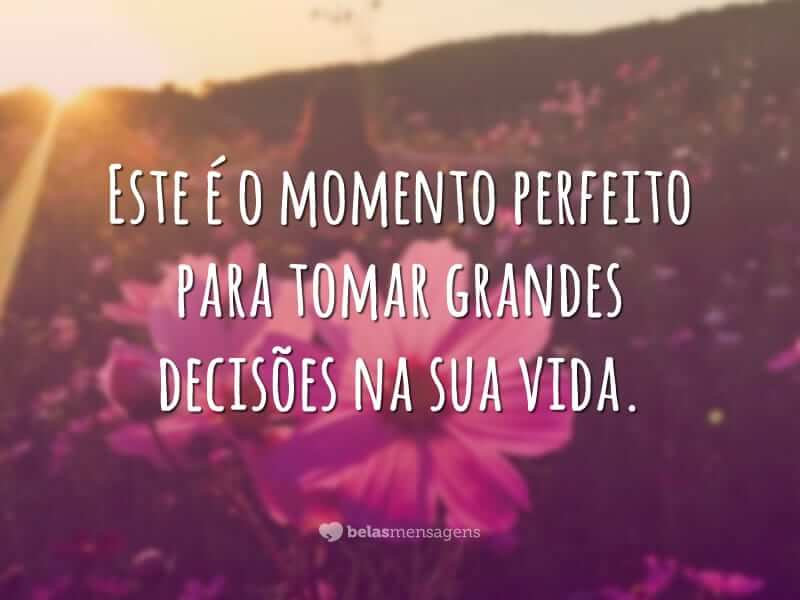 Este é o momento perfeito
para tomar grandes
decisões na sua vida.
belasmensagens